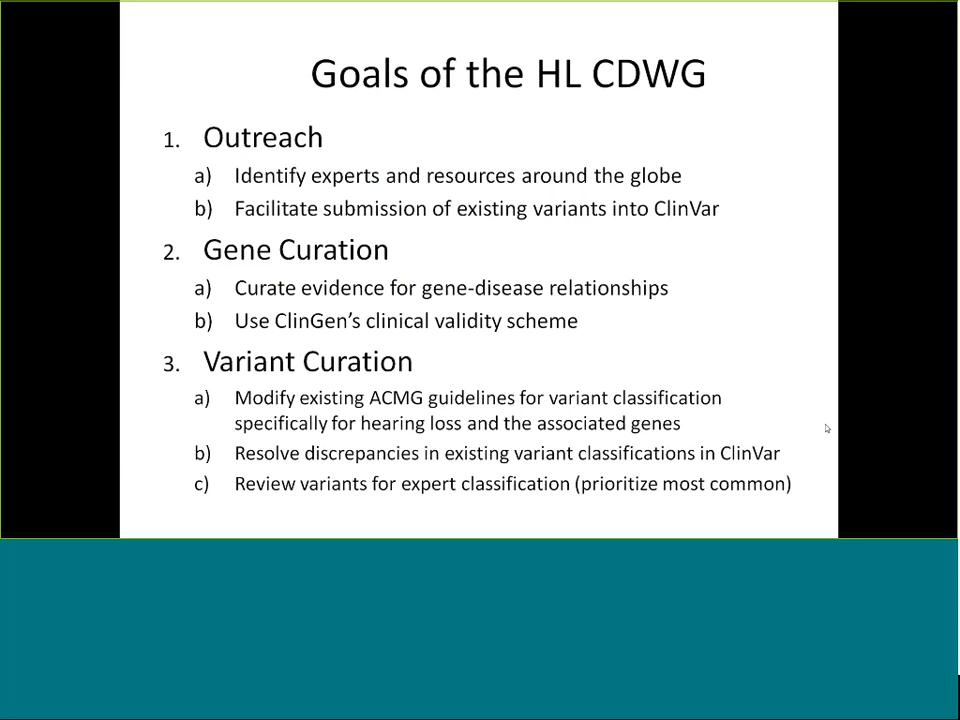 Goals of the HL CDWG
1. Outreach
a) Identify experts and resources around the globe
b) Facilitate submission of existing variants into ClinVar
2. Gene Curation
a) Curate evidence for gene-disease relationships
b) Use ClinGen’s clinical validity scheme
3. Variant Curation
a) Modify existing ACMG guidelines for variant classification
specifically for hearing loss and the associated genes
b) Resolve discrepancies in existing variant classifications in ClinVar
c) Review variants for expert classification (prioritize most common)